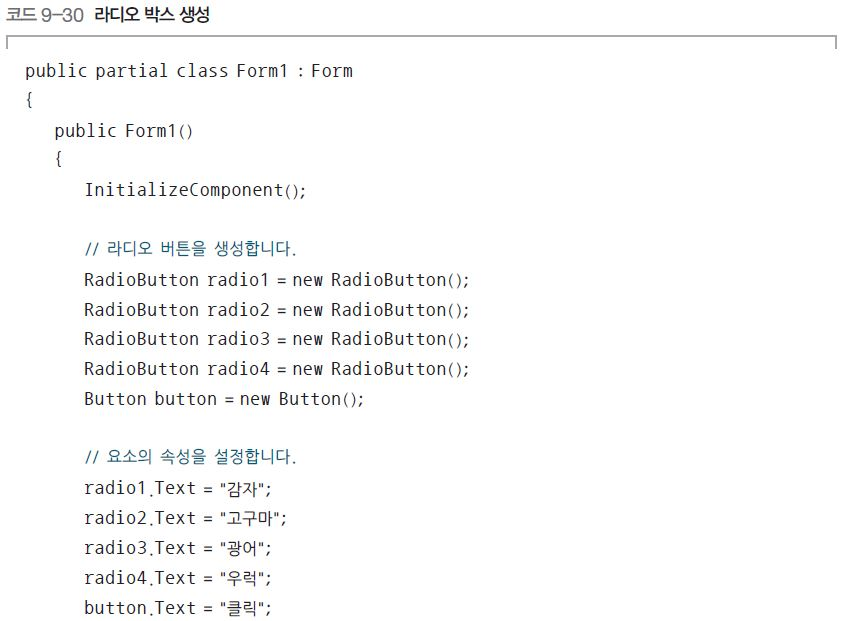 코드 9-30 라디오 박스 생성
public partial class Form1 : Form
{
public Form1()
{
InitializeComponent();
// 라디오 버튼을 생성합니다.
RadioButton radio1 = new RadioButton();
RadioButton radio2 = new RadioButton();
RadioButton radio3 = new RadioButton();
RadioButton radio4 = new RadioButton();
Button button = new Button();
// 요소의 속성을 설정합니다.
radio1.Text = "감자";
radio2.Text = "고구마";
radio3.Text = "광어";
radio4.Text = "우럭";
button.Text = "클릭";